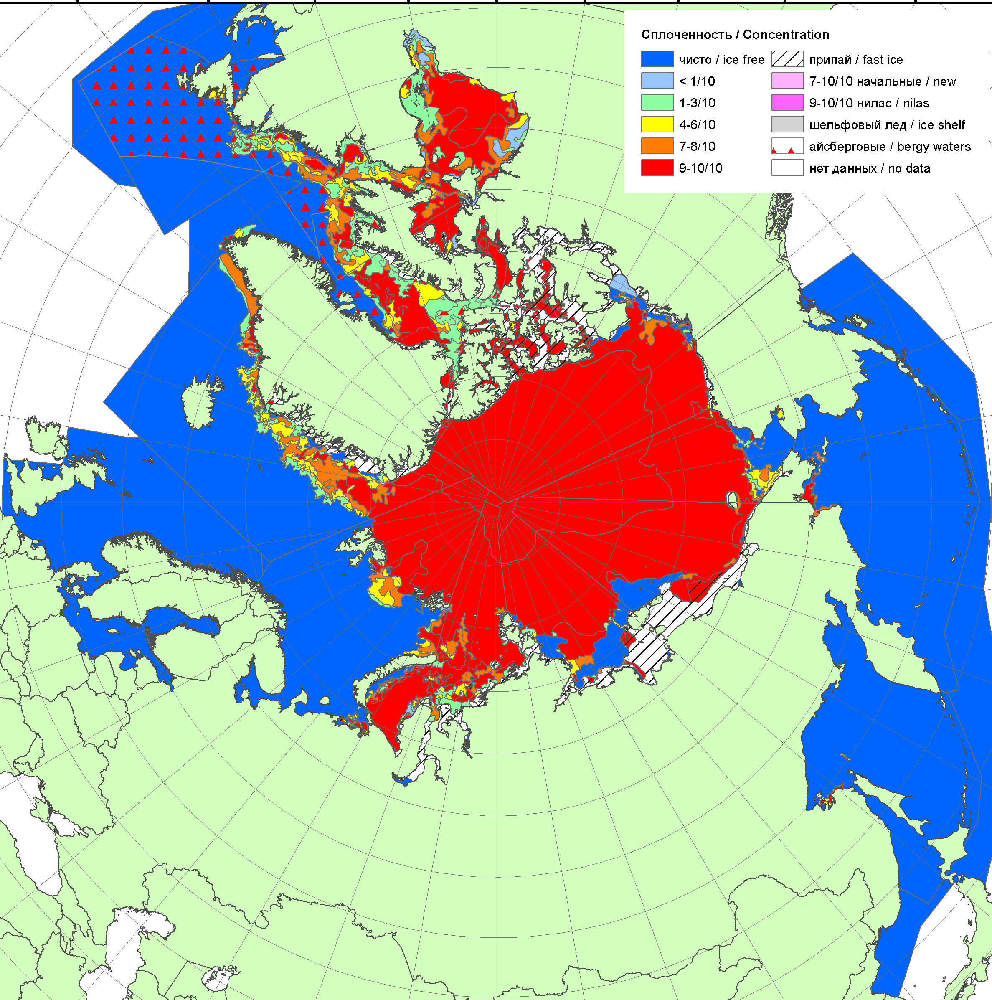 Сплоченность / Concentration
чисто / ice free
< 1/10
1-3/10
4-6/10
7-8/10
9-10/10
припай / fast ice
7-10/10 начальные / new
9-10/10 нилас / nilas
шельфовый лед / ice shelf
айсберговые / bergy waters
нет данных / no data